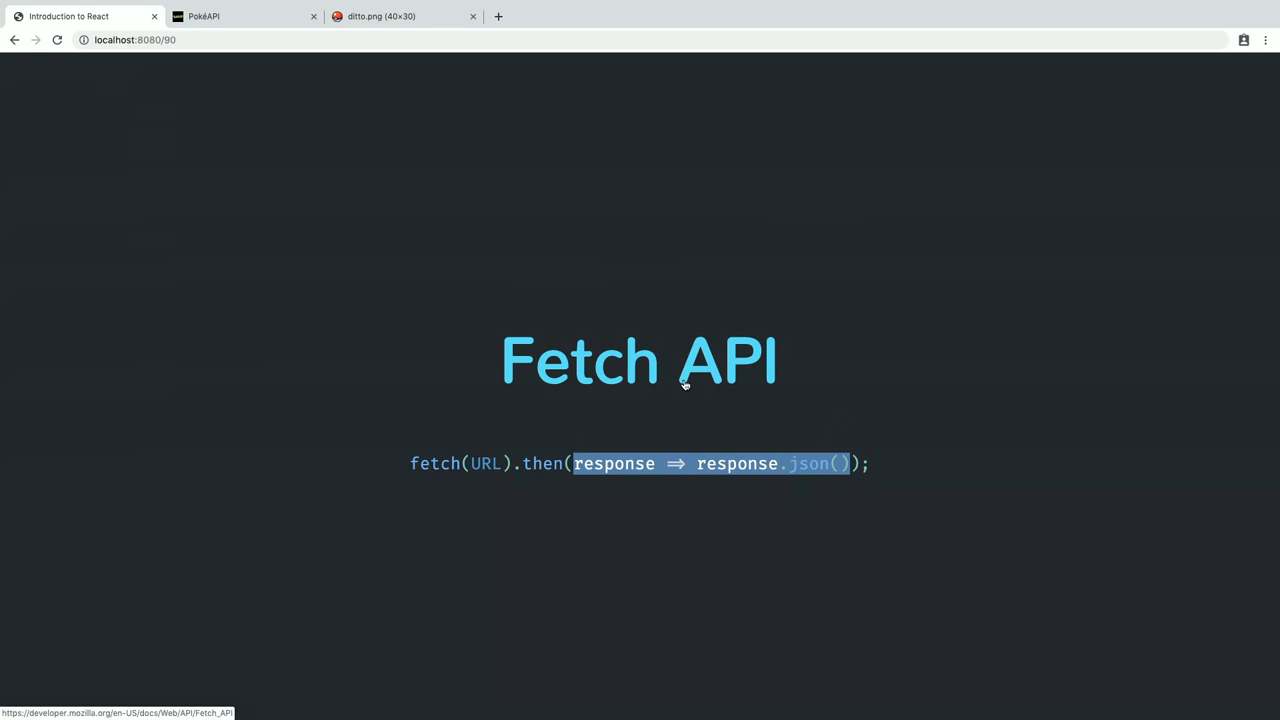 Introduction to React
PokéAPI
ditto.png (40×30)
localhost:8080/90
Fetch API
fetch(URL).then(response => response.json());
https://developer.mozilla.org/en-US/docs/Web/API/Fetch_API